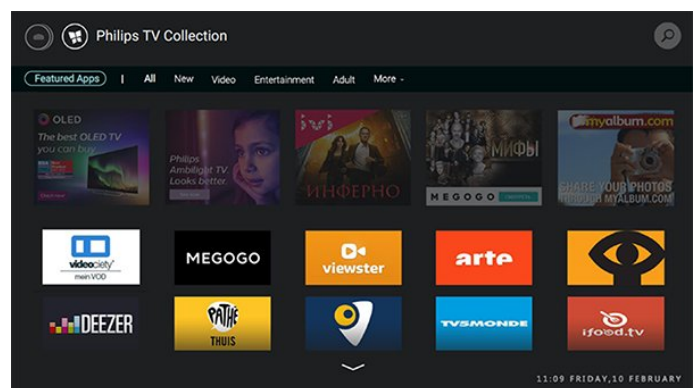 Philips TV Collection
Featured Apps | All New Video Entertainment Adult More
OLED
The best OLED TV
you can buy
Philips
Ambilight TV.
Looks better.
ivi
ИНФЕРНО
МИФЫ
MEGOGO
myalbum.com
SHARE YOUR PHOTOS
THROUGH MYALBUM.COM
videociety
mein VOD
MEGOGO
viewster
arte
DEEZER
PATHÉ
THUIS
TV5MONDE
ifood.tv
11:09 FRIDAY,10 FEBRUARY